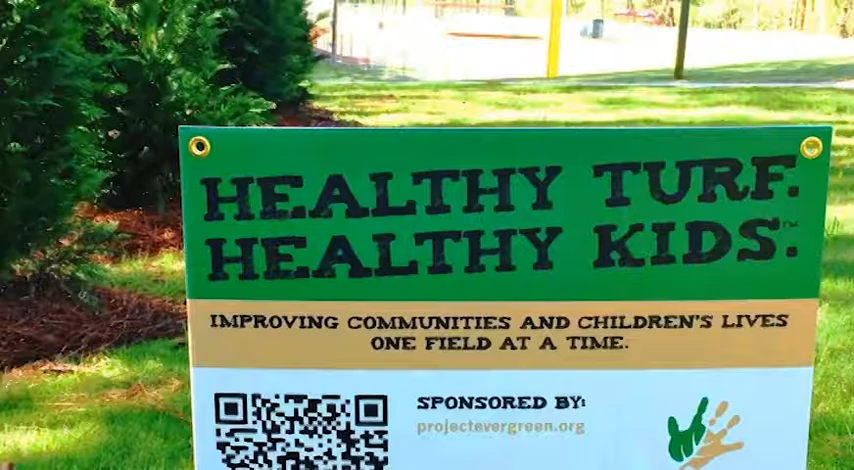 HEALTHY TURF.
HEALTHY KIDS.™
IMPROVING COMMUNITIES AND CHILDREN'S LIVES
ONE FIELD AT A TIME.
SPONSORED BY:
projectevergreen.org